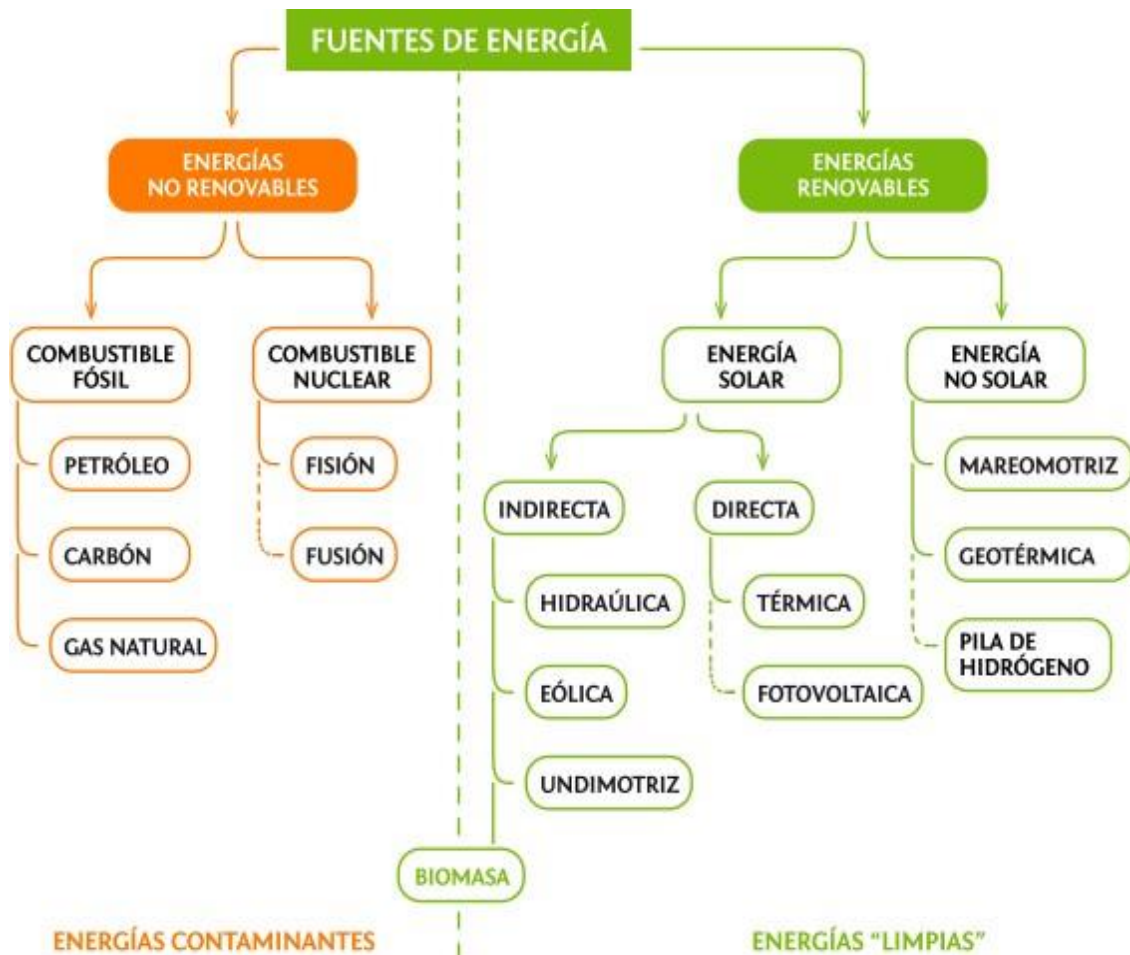 FUENTES DE ENERGÍA
ENERGÍAS
NO RENOVABLES
ENERGÍAS
RENOVABLES
COMBUSTIBLE
FÓSIL
COMBUSTIBLE
NUCLEAR
ENERGÍA
SOLAR
ENERGÍA
NO SOLAR
PETRÓLEO
CARBÓN
GAS NATURAL
FISIÓN
FUSIÓN
INDIRECTA
DIRECTA
HIDRAÚLICA
EÓLICA
UNDIMOTRIZ
BIOMASA
TÉRMICA
FOTOVOLTAICA
MAREOMOTRIZ
GEOTÉRMICA
PILA DE
HIDRÓGENO
ENERGÍAS CONTAMINANTES
ENERGÍAS “LIMPIAS”